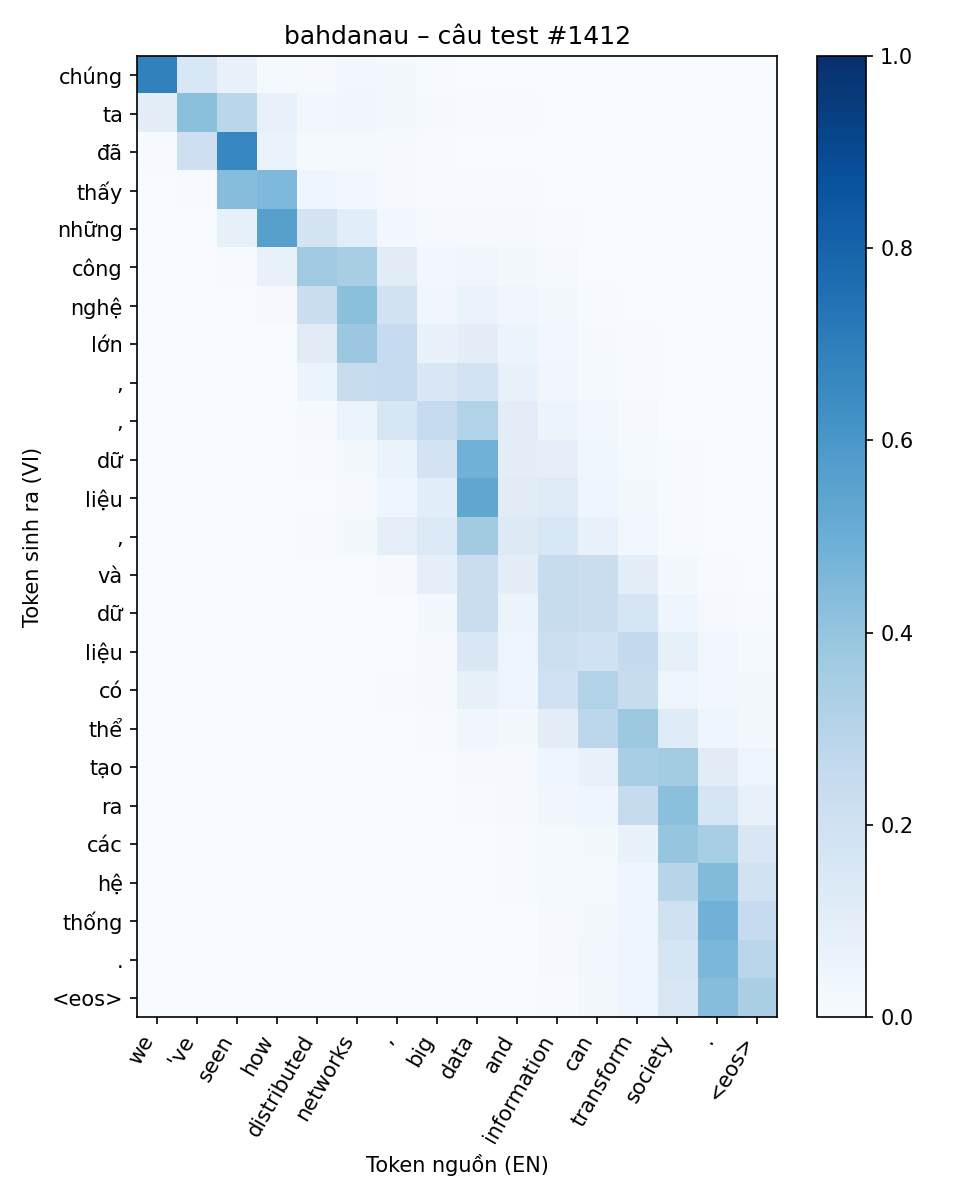 bahdanau – câu test #1412
Token sinh ra (VI)
chúng
ta
đã
thấy
những
công
nghệ
lớn
,
,
dữ
liệu
,
và
dữ
liệu
có
thể
tạo
ra
các
hệ
thống
.
<eos>
we
've
seen
how
distributed
networks
,
big
data
and
information
can
transform
society
.
<eos>
Token nguồn (EN)
1.0
0.8
0.6
0.4
0.2
0.0